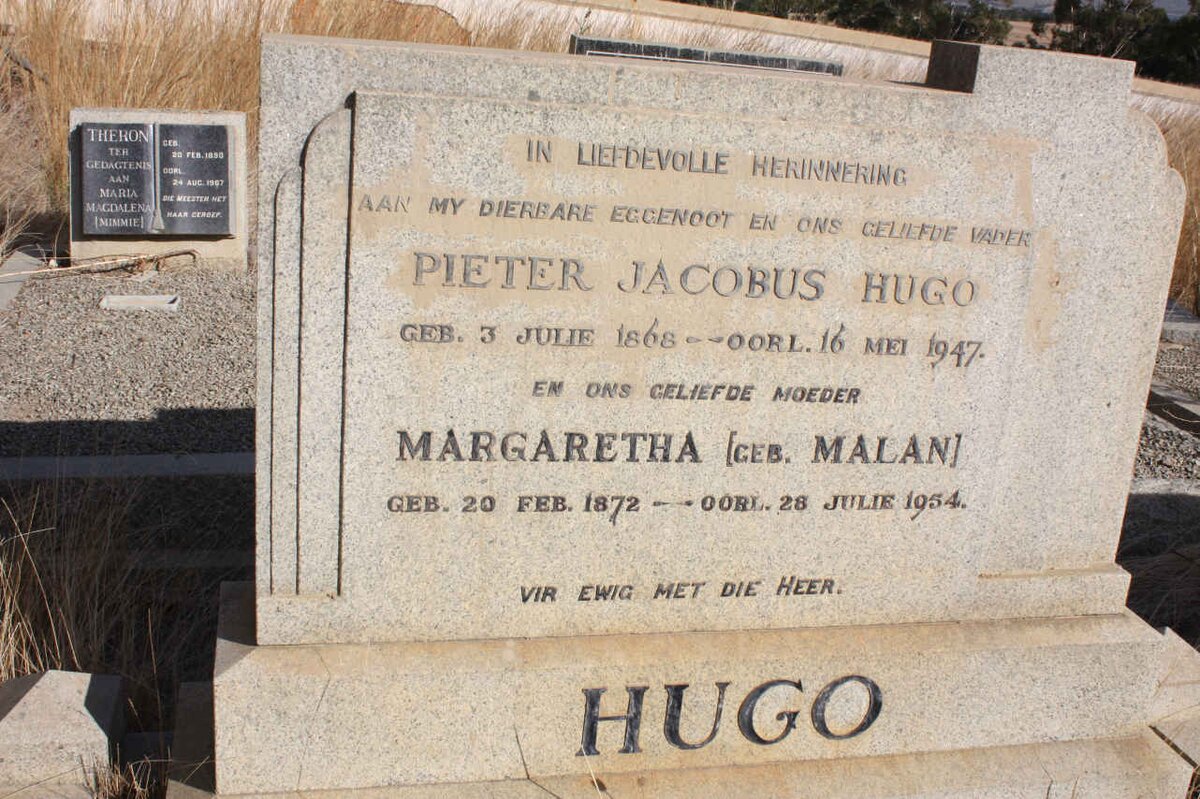 IN LIEFDEVOLLE HERINNERING
AAN MY DIERBARE EGGENOOT EN ONS GELIEFDE VADER
PIETER JACOBUS HUGO
GEB. 3 JULIE 1868 — OORL. 16 MEI 1947.
EN ONS GELIEFDE MOEDER
MARGARETHA [GEB. MALAN]
GEB. 20 FEB. 1872 — OORL. 28 JULIE 1954.
VIR EWIG MET DIE HEER.
HUGO
THERON
TER
GEDAGTENIS
AAN
MARIA
MAGDALENA
[MIMMIE]
GEB.
20 FEB. 1890
OORL.
24 AUG. 1967
DIE MEESTER HET
HAAR GEROEP.